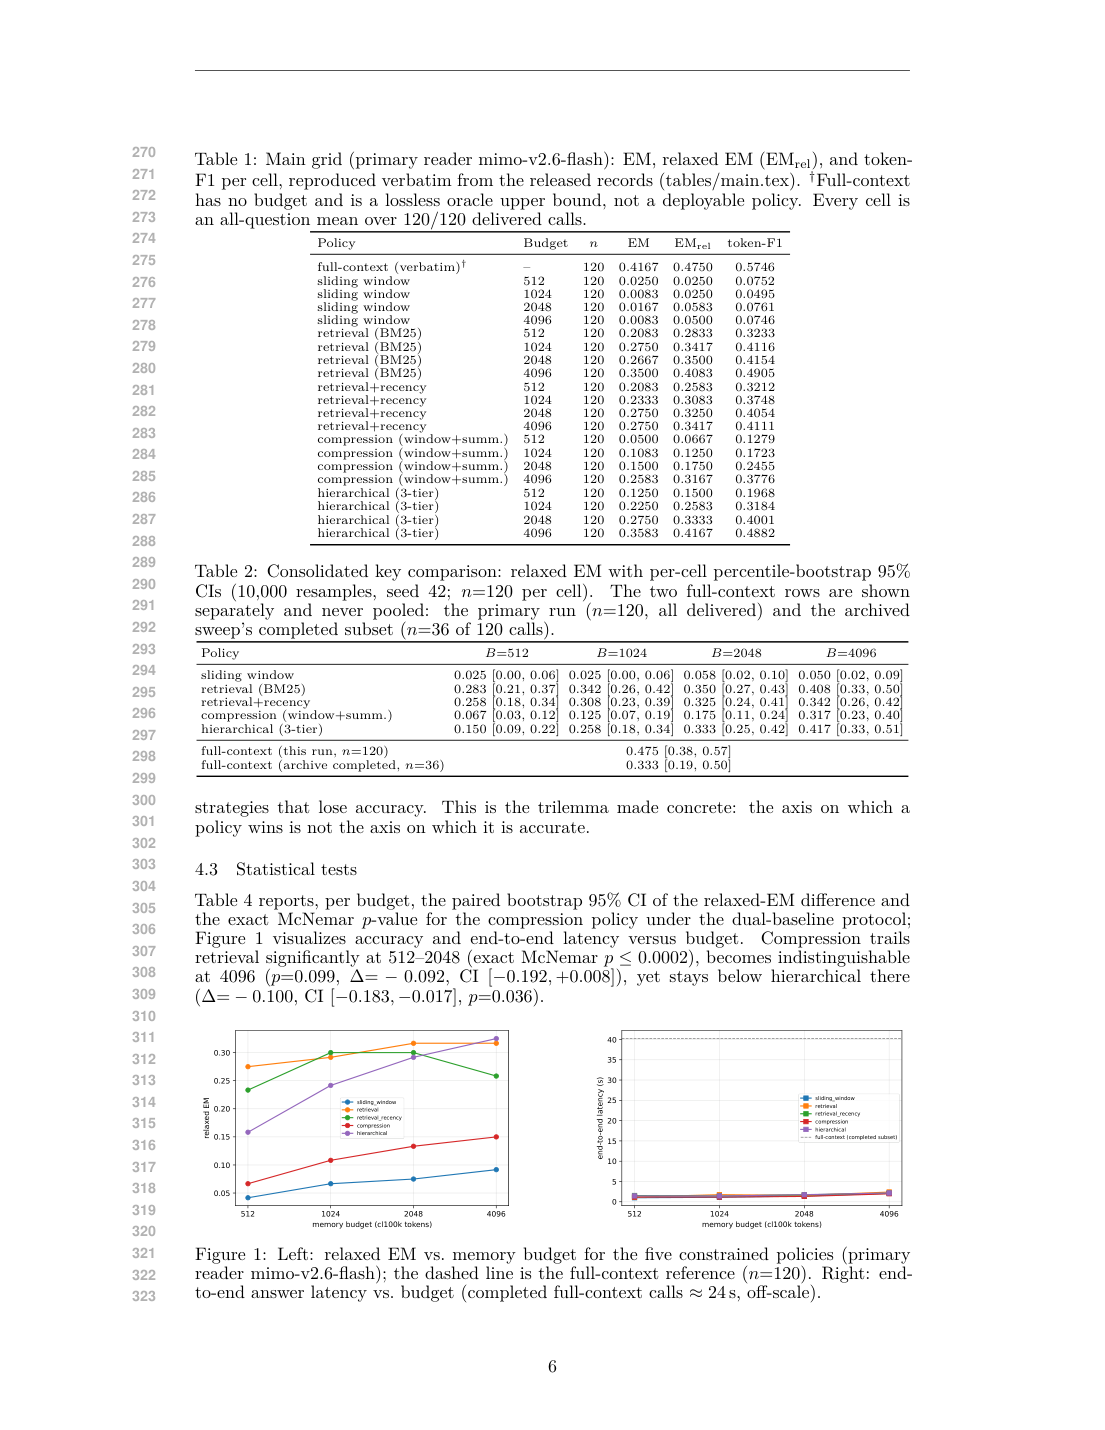 270
271
272
273
274
275
276
277
278
279
280
281
282
283
284
285
286
287
288
289
290
291
292
293
294
295
296
297
298
299
300
301
302
303
304
305
306
307
308
309
310
311
312
313
314
315
316
317
318
319
320
321
322
323
Table 1: Main grid (primary reader mimo-v2.6-flash): EM, relaxed EM (EMrel), and token-
F1 per cell, reproduced verbatim from the released records (tables/main.tex). †Full-context
has no budget and is a lossless oracle upper bound, not a deployable policy. Every cell is
an all-question mean over 120/120 delivered calls.
Policy Budget n EM EMrel token-F1
full-context (verbatim)† – 120 0.4167 0.4750 0.5746
sliding window 512 120 0.0250 0.0250 0.0752
sliding window 1024 120 0.0083 0.0250 0.0495
sliding window 2048 120 0.0167 0.0583 0.0761
sliding window 4096 120 0.0083 0.0500 0.0746
retrieval (BM25) 512 120 0.2083 0.2833 0.3233
retrieval (BM25) 1024 120 0.2750 0.3417 0.4116
retrieval (BM25) 2048 120 0.2667 0.3500 0.4154
retrieval (BM25) 4096 120 0.3500 0.4083 0.4905
retrieval+recency 512 120 0.2083 0.2583 0.3212
retrieval+recency 1024 120 0.2333 0.3083 0.3748
retrieval+recency 2048 120 0.2750 0.3250 0.4054
retrieval+recency 4096 120 0.2750 0.3417 0.4111
compression (window+summ.) 512 120 0.0500 0.0667 0.1279
compression (window+summ.) 1024 120 0.1083 0.1250 0.1723
compression (window+summ.) 2048 120 0.1500 0.1750 0.2455
compression (window+summ.) 4096 120 0.2583 0.3167 0.3776
hierarchical (3-tier) 512 120 0.1250 0.1500 0.1968
hierarchical (3-tier) 1024 120 0.2250 0.2583 0.3184
hierarchical (3-tier) 2048 120 0.2750 0.3333 0.4001
hierarchical (3-tier) 4096 120 0.3583 0.4167 0.4882
Table 2: Consolidated key comparison: relaxed EM with per-cell percentile-bootstrap 95%
CIs (10,000 resamples, seed 42; n=120 per cell). The two full-context rows are shown
separately and never pooled: the primary run (n=120, all delivered) and the archived
sweep's completed subset (n=36 of 120 calls).
Policy B=512 B=1024 B=2048 B=4096
sliding window 0.025 [0.00, 0.06] 0.025 [0.00, 0.06] 0.058 [0.02, 0.10] 0.050 [0.02, 0.09]
retrieval (BM25) 0.283 [0.21, 0.37] 0.342 [0.26, 0.42] 0.350 [0.27, 0.43] 0.408 [0.33, 0.50]
retrieval+recency 0.258 [0.18, 0.34] 0.308 [0.23, 0.39] 0.325 [0.24, 0.41] 0.342 [0.26, 0.42]
compression (window+summ.) 0.067 [0.03, 0.12] 0.125 [0.07, 0.19] 0.175 [0.11, 0.24] 0.317 [0.23, 0.40]
hierarchical (3-tier) 0.150 [0.09, 0.22] 0.258 [0.18, 0.34] 0.333 [0.25, 0.42] 0.417 [0.33, 0.51]
full-context (this run, n=120) 0.475 [0.38, 0.57]
full-context (archive completed, n=36) 0.333 [0.19, 0.50]
strategies that lose accuracy. This is the trilemma made concrete: the axis on which a
policy wins is not the axis on which it is accurate.
4.3 Statistical tests
Table 4 reports, per budget, the paired bootstrap 95% CI of the relaxed-EM difference and
the exact McNemar p-value for the compression policy under the dual-baseline protocol;
Figure 1 visualizes accuracy and end-to-end latency versus budget. Compression trails
retrieval significantly at 512–2048 (exact McNemar p ≤ 0.0002), becomes indistinguishable
at 4096 (p=0.099, Δ= − 0.092, CI [−0.192, +0.008]), yet stays below hierarchical there
(Δ= − 0.100, CI [−0.183, −0.017], p=0.036).
relaxed EM
0.30
0.25
0.20
0.15
0.10
0.05
sliding_window
retrieval
retrieval_recency
compression
hierarchical
512 1024 2048 4096
memory budget (cl100k tokens)
end-to-end latency (s)
40
35
30
25
20
15
10
5
0
sliding_window
retrieval
retrieval_recency
compression
hierarchical
full-context (completed subset)
512 1024 2048 4096
memory budget (cl100k tokens)
Figure 1: Left: relaxed EM vs. memory budget for the five constrained policies (primary
reader mimo-v2.6-flash); the dashed line is the full-context reference (n=120). Right: end-
to-end answer latency vs. budget (completed full-context calls ≈ 24 s, off-scale).
6